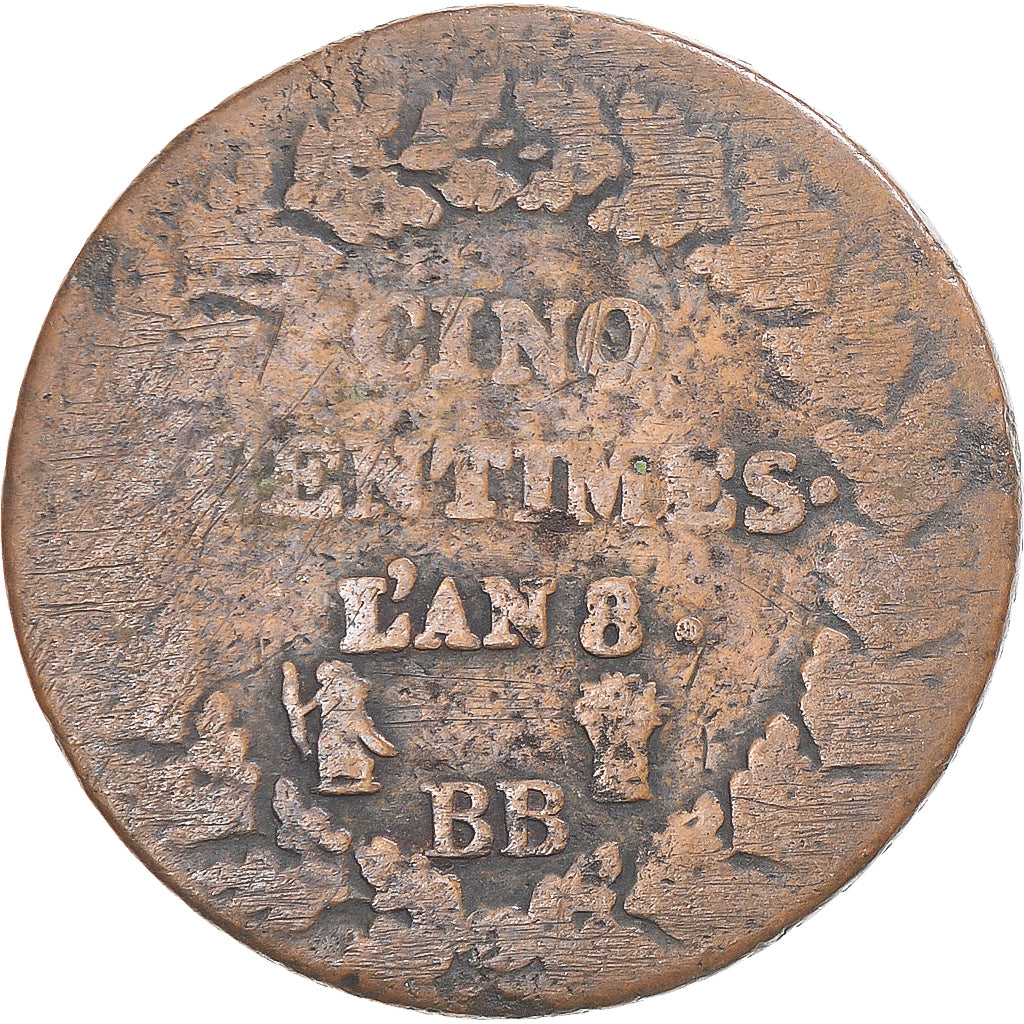 CINQ
ENTIMES.
L'AN 8.
BB